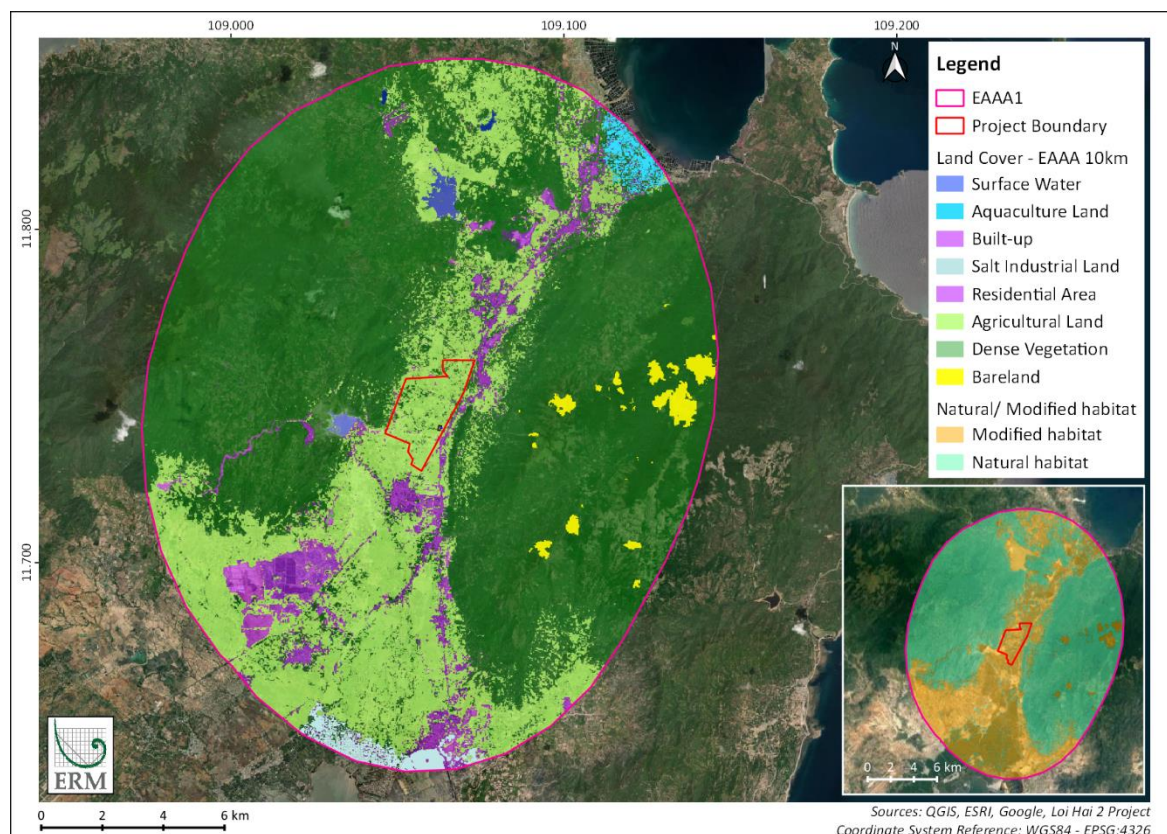 109.000
109.100
109.200
11.800
11.700
N
Legend
EAAA1
Project Boundary
Land Cover - EAAA 10km
Surface Water
Aquaculture Land
Built-up
Salt Industrial Land
Residential Area
Agricultural Land
Dense Vegetation
Bareland
Natural/ Modified habitat
Modified habitat
Natural habitat
0 2 4 6 km
ERM
0 2 4 6 km
Sources: QGIS, ESRI, Google, Loi Hai 2 Project
Coordinate System Reference: WGS84 - EPSG:4326